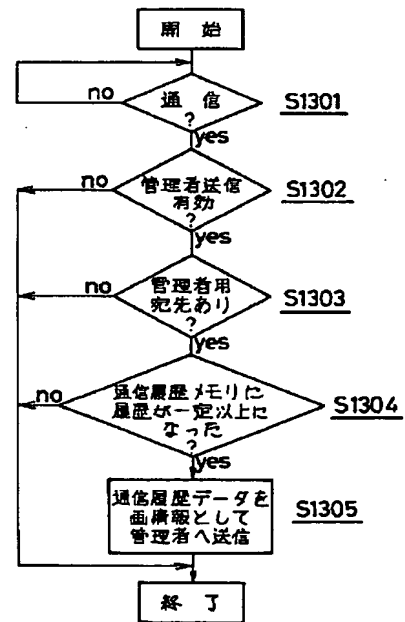 開始
no
通信
?
S1301
yes
no
管理者送信
有効
?
S1302
yes
no
管理者用
宛先あり
?
S1303
yes
no
通信履歴メモリに
履歴が一定以上に
なった
?
S1304
yes
通信履歴データを
画情報として
管理者へ送信
S1305
終了